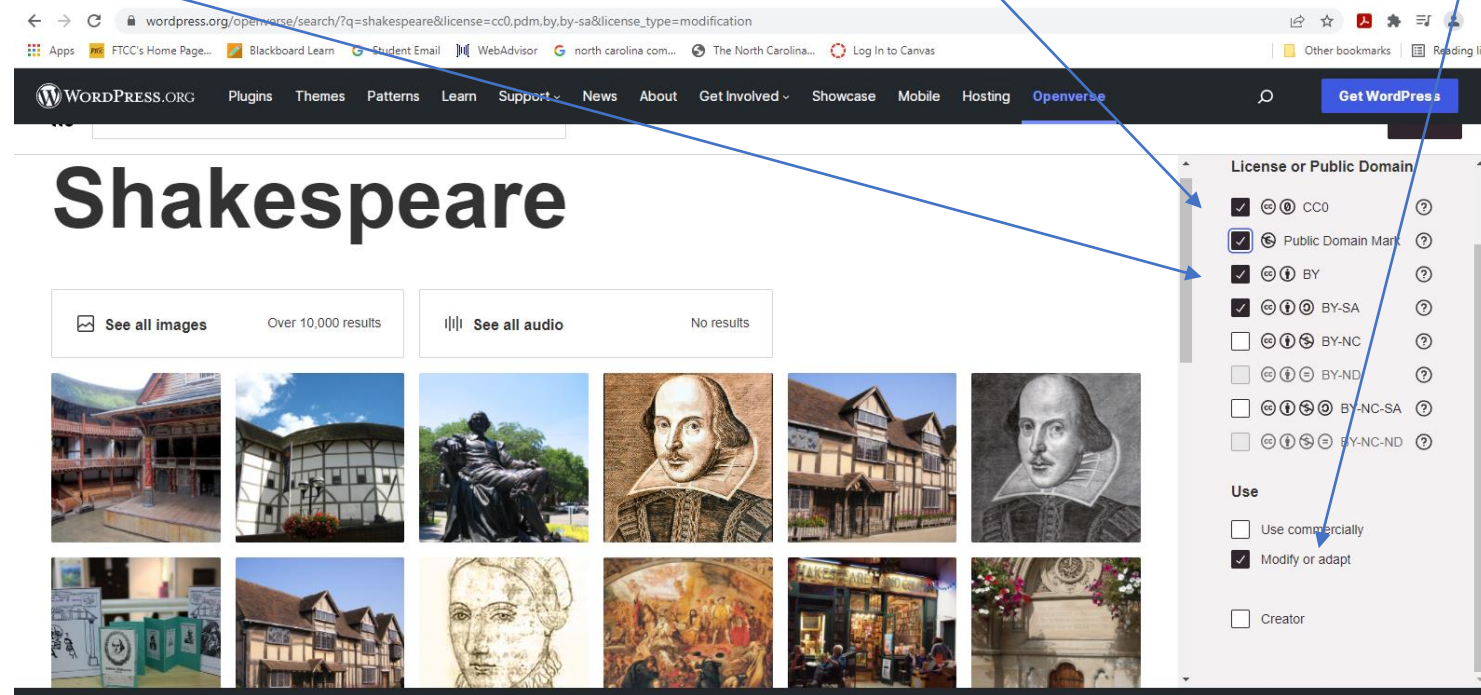 wordpress.org/openverse/search/?q=shakespeare&license=cc0,pdm,by,by-sa&license_type=modification
Apps FTCC's Home Page... Blackboard Learn Student Email WebAdvisor north carolina com... The North Carolina... Log In to Canvas Other bookmarks Reading li
WORDPRESS.ORG Plugins Themes Patterns Learn Support News About Get Involved Showcase Mobile Hosting Openverse Get WordPress
Shakespeare
See all images Over 10,000 results
See all audio No results
License or Public Domain
CC0
Public Domain Mark
BY
BY-SA
BY-NC
BY-ND
BY-NC-SA
BY-NC-ND
Use
Use commercially
Modify or adapt
Creator